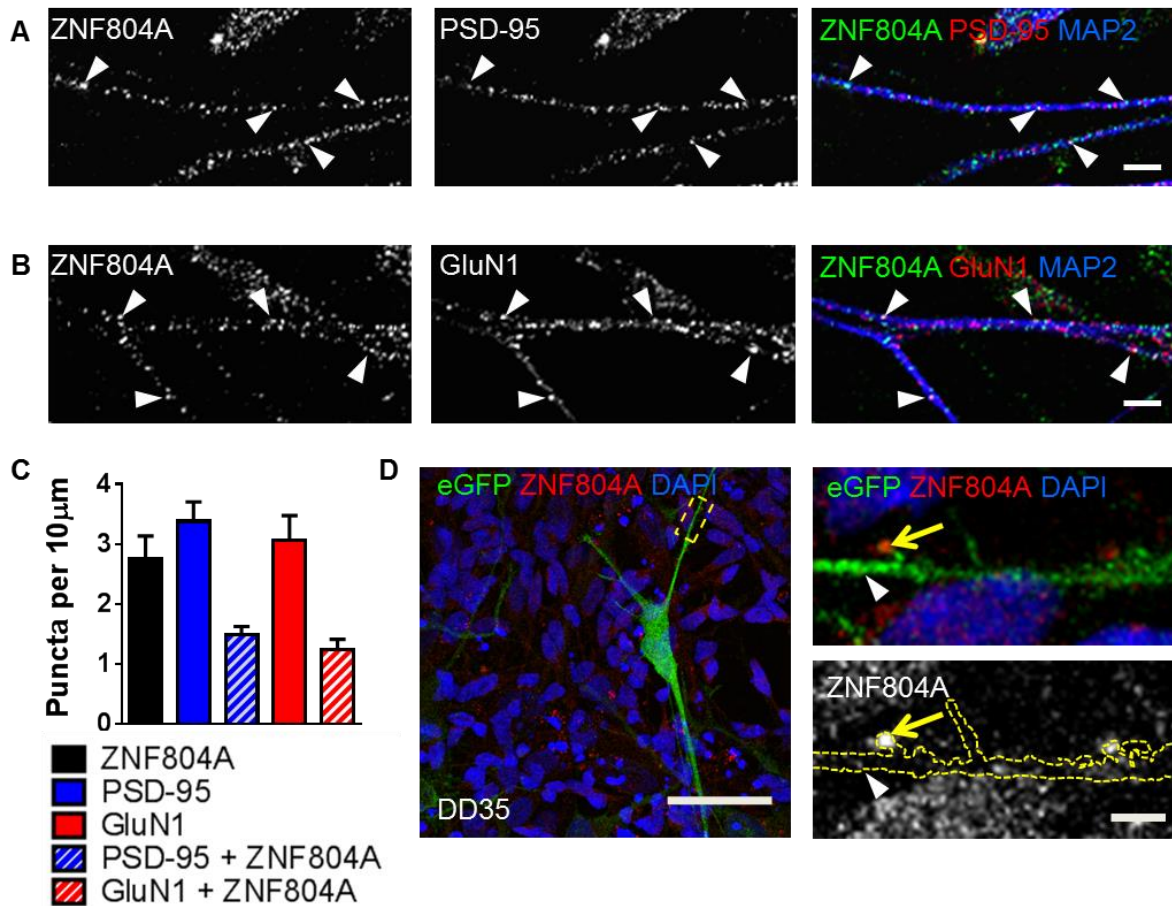 A
ZNF804A
PSD-95
ZNF804A PSD-95 MAP2
B
ZNF804A
GluN1
ZNF804A GluN1 MAP2
C
Puncta per 10μm
4
3
2
1
0
ZNF804A
PSD-95
GluN1
PSD-95 + ZNF804A
GluN1 + ZNF804A
D
eGFP ZNF804A DAPI
DD35
eGFP ZNF804A DAPI
ZNF804A